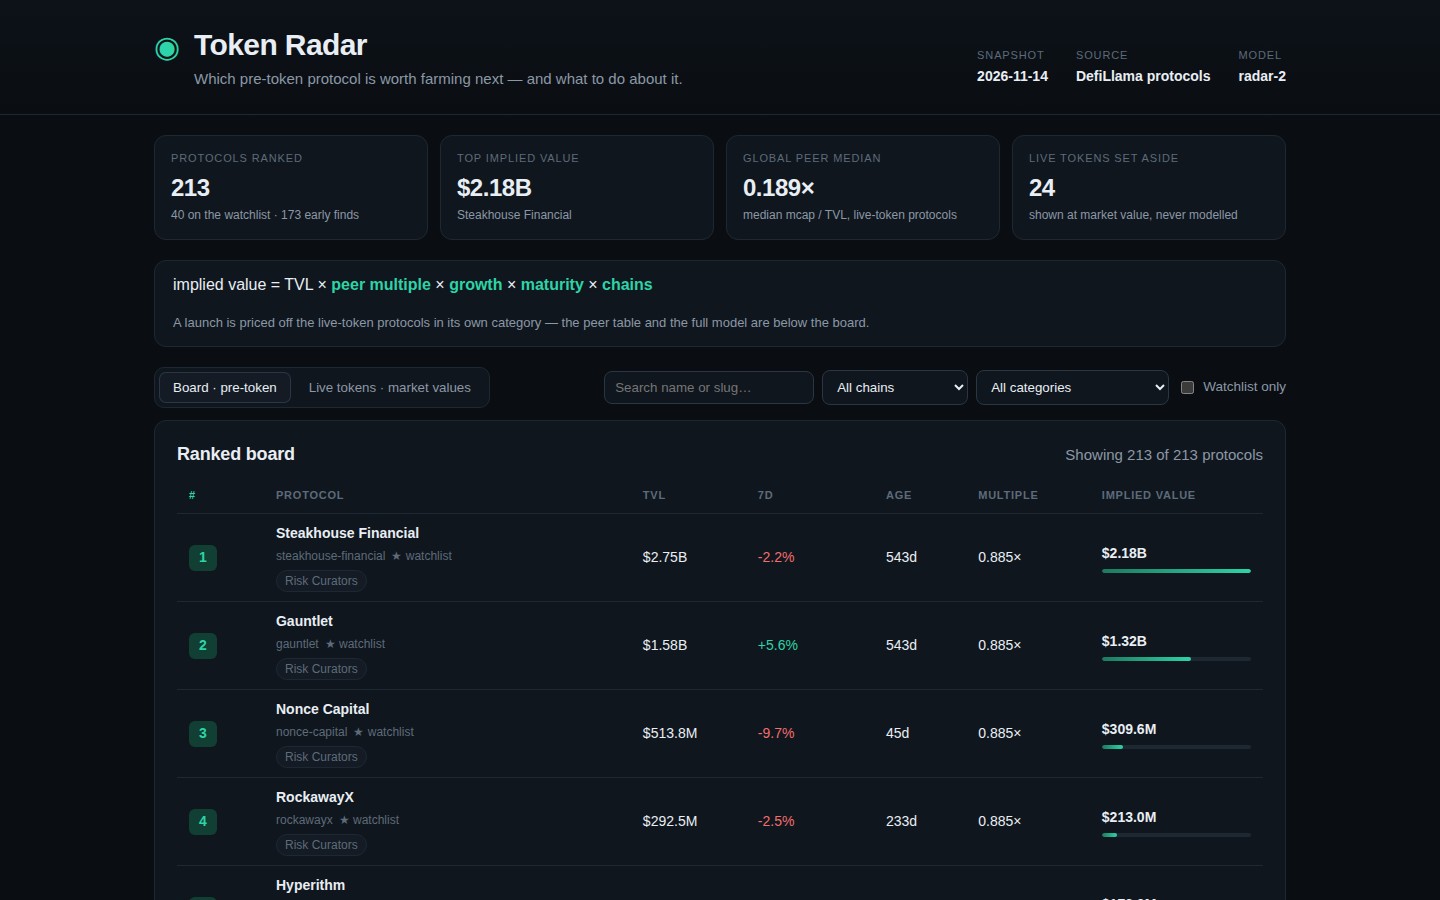 ◉ Token Radar
Which pre-token protocol is worth farming next — and what to do about it.
SNAPSHOT SOURCE MODEL
2026-11-14 DefiLlama protocols radar-2
PROTOCOLS RANKED TOP IMPLIED VALUE GLOBAL PEER MEDIAN LIVE TOKENS SET ASIDE
213 $2.18B 0.189× 24
40 on the watchlist · 173 early finds Steakhouse Financial median mcap / TVL, live-token protocols shown at market value, never modelled
implied value = TVL × peer multiple × growth × maturity × chains
A launch is priced off the live-token protocols in its own category — the peer table and the full model are below the board.
Board · pre-token Live tokens · market values Search name or slug… All chains All categories Watchlist only
Ranked board Showing 213 of 213 protocols
# PROTOCOL TVL 7D AGE MULTIPLE IMPLIED VALUE
Steakhouse Financial
steakhouse-financial ★ watchlist
1 $2.75B -2.2% 543d 0.885× $2.18B
Risk Curators
Gauntlet
gauntlet ★ watchlist
2 $1.58B +5.6% 543d 0.885× $1.32B
Risk Curators
Nonce Capital
nonce-capital ★ watchlist
3 $513.8M -9.7% 45d 0.885× $309.6M
Risk Curators
RockawayX
rockawayx ★ watchlist
4 $292.5M -2.5% 233d 0.885× $213.0M
Risk Curators
Hyperithm